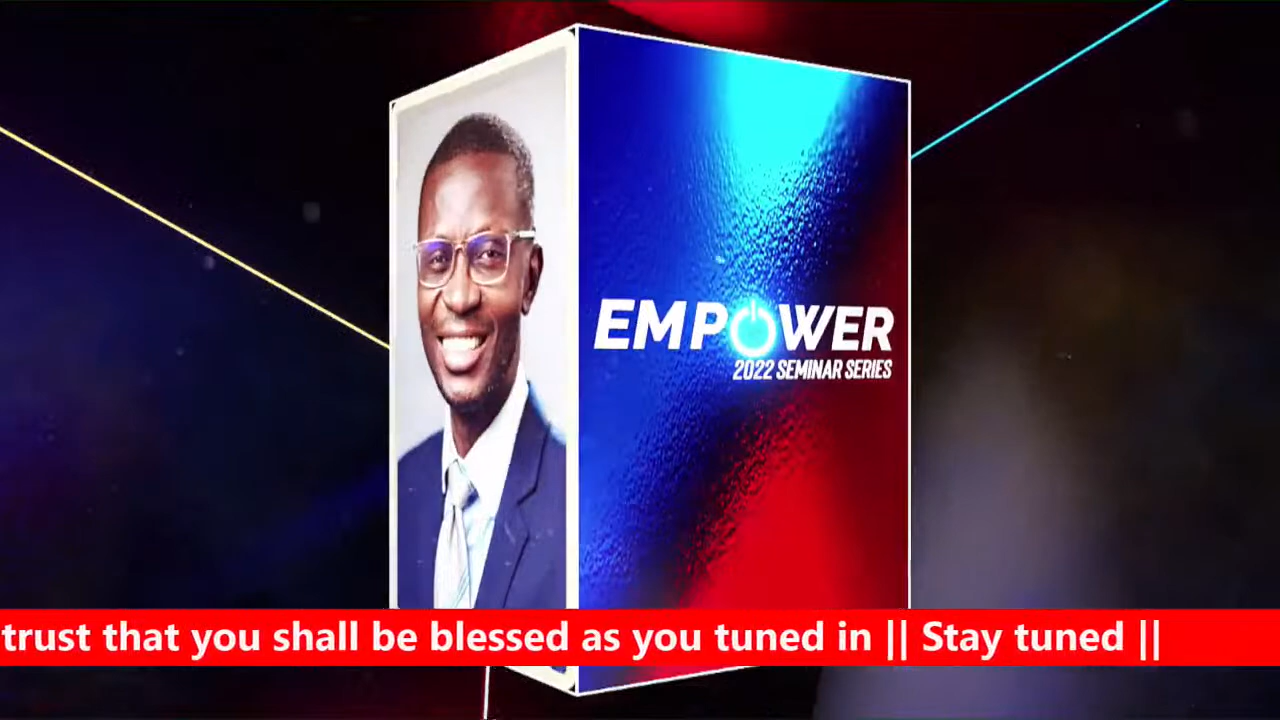 EMPOWER
2022 SEMINAR SERIES
trust that you shall be blessed as you tuned in || Stay tuned ||